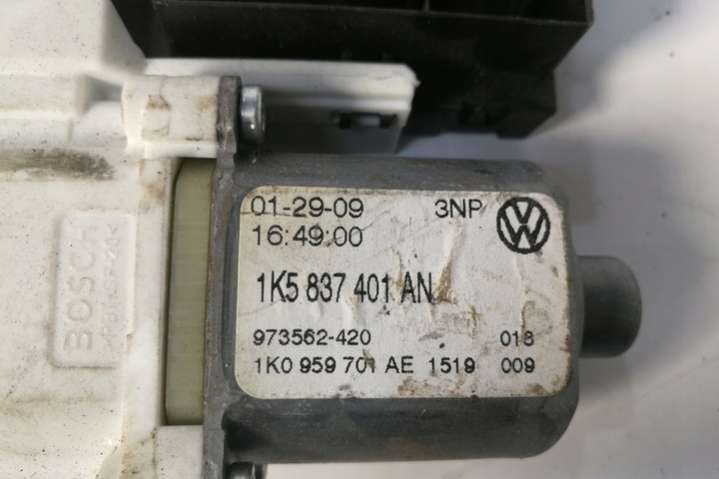 01-29-09 3NP
16:49:00
1K5 837 401 AN
973562-420 018
1K0 959 701 AE 1519 009
BOSCH